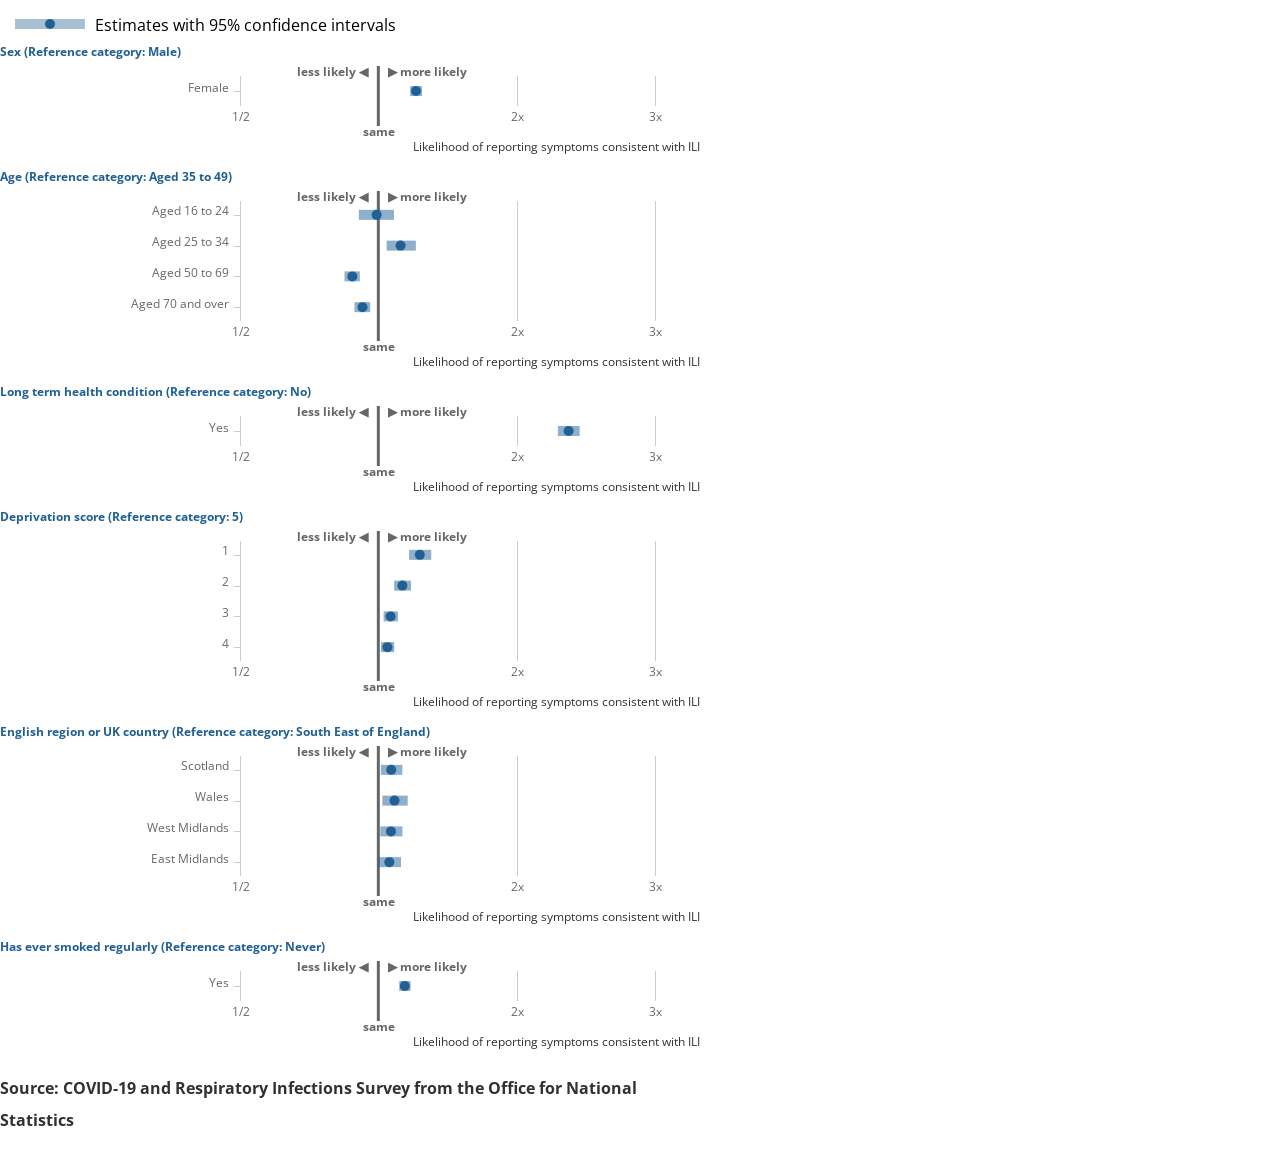 Estimates with 95% confidence intervals
Sex (Reference category: Male)
less likely ◀ ▶ more likely
Female
1/2 2x 3x
same
Likelihood of reporting symptoms consistent with ILI
Age (Reference category: Aged 35 to 49)
less likely ◀ ▶ more likely
Aged 16 to 24
Aged 25 to 34
Aged 50 to 69
Aged 70 and over
1/2 2x 3x
same
Likelihood of reporting symptoms consistent with ILI
Long term health condition (Reference category: No)
less likely ◀ ▶ more likely
Yes
1/2 2x 3x
same
Likelihood of reporting symptoms consistent with ILI
Deprivation score (Reference category: 5)
less likely ◀ ▶ more likely
1
2
3
4
1/2 2x 3x
same
Likelihood of reporting symptoms consistent with ILI
English region or UK country (Reference category: South East of England)
less likely ◀ ▶ more likely
Scotland
Wales
West Midlands
East Midlands
1/2 2x 3x
same
Likelihood of reporting symptoms consistent with ILI
Has ever smoked regularly (Reference category: Never)
less likely ◀ ▶ more likely
Yes
1/2 2x 3x
same
Likelihood of reporting symptoms consistent with ILI
Source: COVID-19 and Respiratory Infections Survey from the Office for National
Statistics